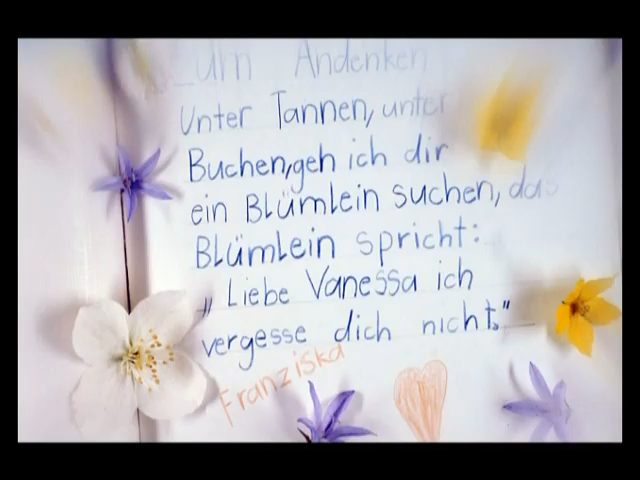 Zum Andenken
Unter Tannen, unter
Buchen, geh ich dir
ein Blümlein suchen, das
Blümlein spricht:
„Liebe Vanessa ich
vergesse dich nicht."
Franziska